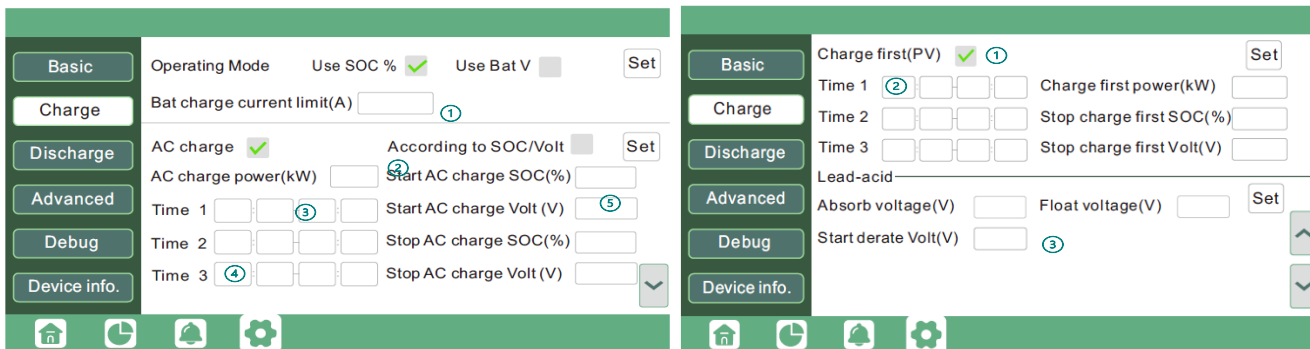 Basic
Charge
Discharge
Advanced
Debug
Device info.
Operating Mode Use SOC % Use Bat V Set
Bat charge current limit(A) ①
AC charge According to SOC/Volt Set
AC charge power(kW) ② Start AC charge SOC(%)
Time 1 : ③ : Start AC charge Volt (V) ⑤
Time 2 : - : Stop AC charge SOC(%)
Time 3 ④ : - : Stop AC charge Volt (V)
Basic
Charge
Discharge
Advanced
Debug
Device info.
Charge first(PV) ① Set
Time 1 ② : - : Charge first power(kW)
Time 2 : - : Stop charge first SOC(%)
Time 3 : - : Stop charge first Volt(V)
Lead-acid
Absorb voltage(V) Float voltage(V) Set
Start derate Volt(V) ③